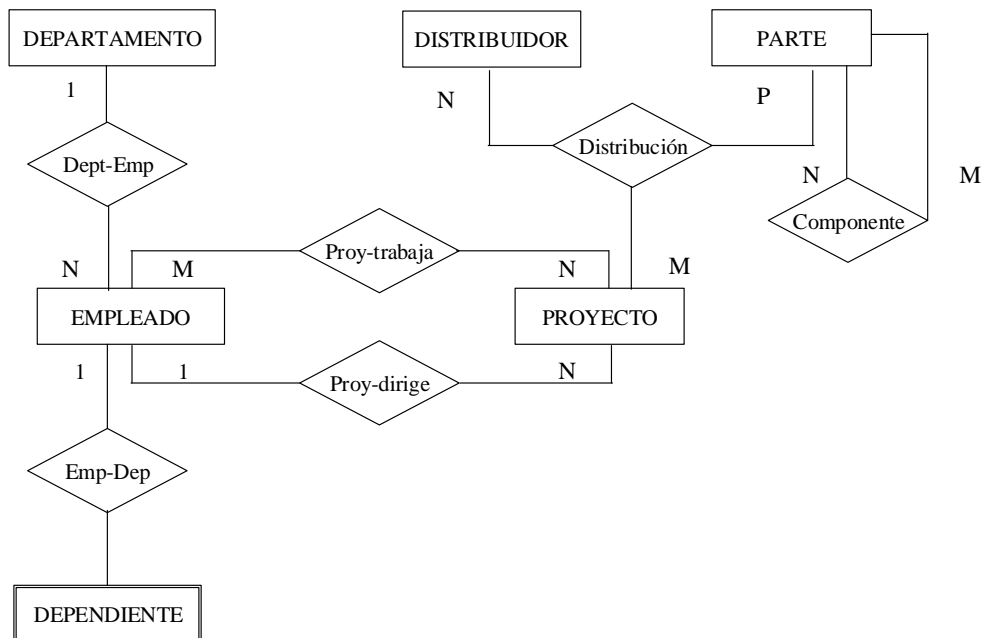 DEPARTAMENTO
DISTRIBUIDOR
PARTE
1
N
P
Dept-Emp
Distribución
N
M
Componente
N
M
Proy-trabaja
N
M
EMPLEADO
PROYECTO
1
1
Proy-dirige
N
Emp-Dep
DEPENDIENTE